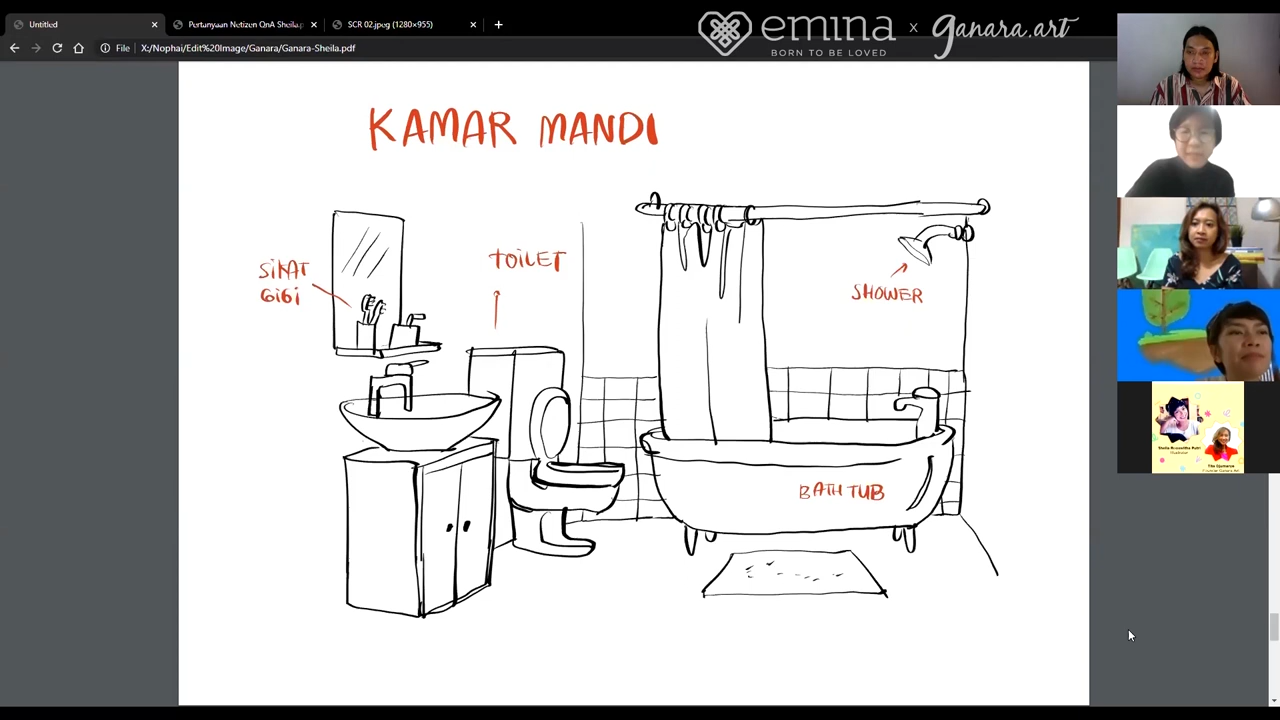 Untitled
Pertanyaan Netizen QnA Sheila.p
SCR 02.jpeg (1280×955)
File
X:/Nophai/Edit%20Image/Ganara/Ganara-Sheila.pdf
emina x ganara.art
BORN TO BE LOVED
KAMAR MANDI
SIKAT
GIGI
TOILET
SHOWER
BATH TUB